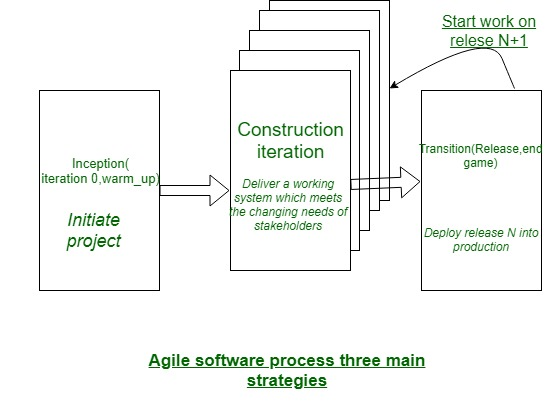 Start work on
relese N+1
Construction
iteration
Deliver a working
system which meets
the changing needs of
stakeholders
Inception(
iteration 0,warm_up)
Initiate
project
Transition(Release,end
game)
Deploy release N into
production
Agile software process three main
strategies